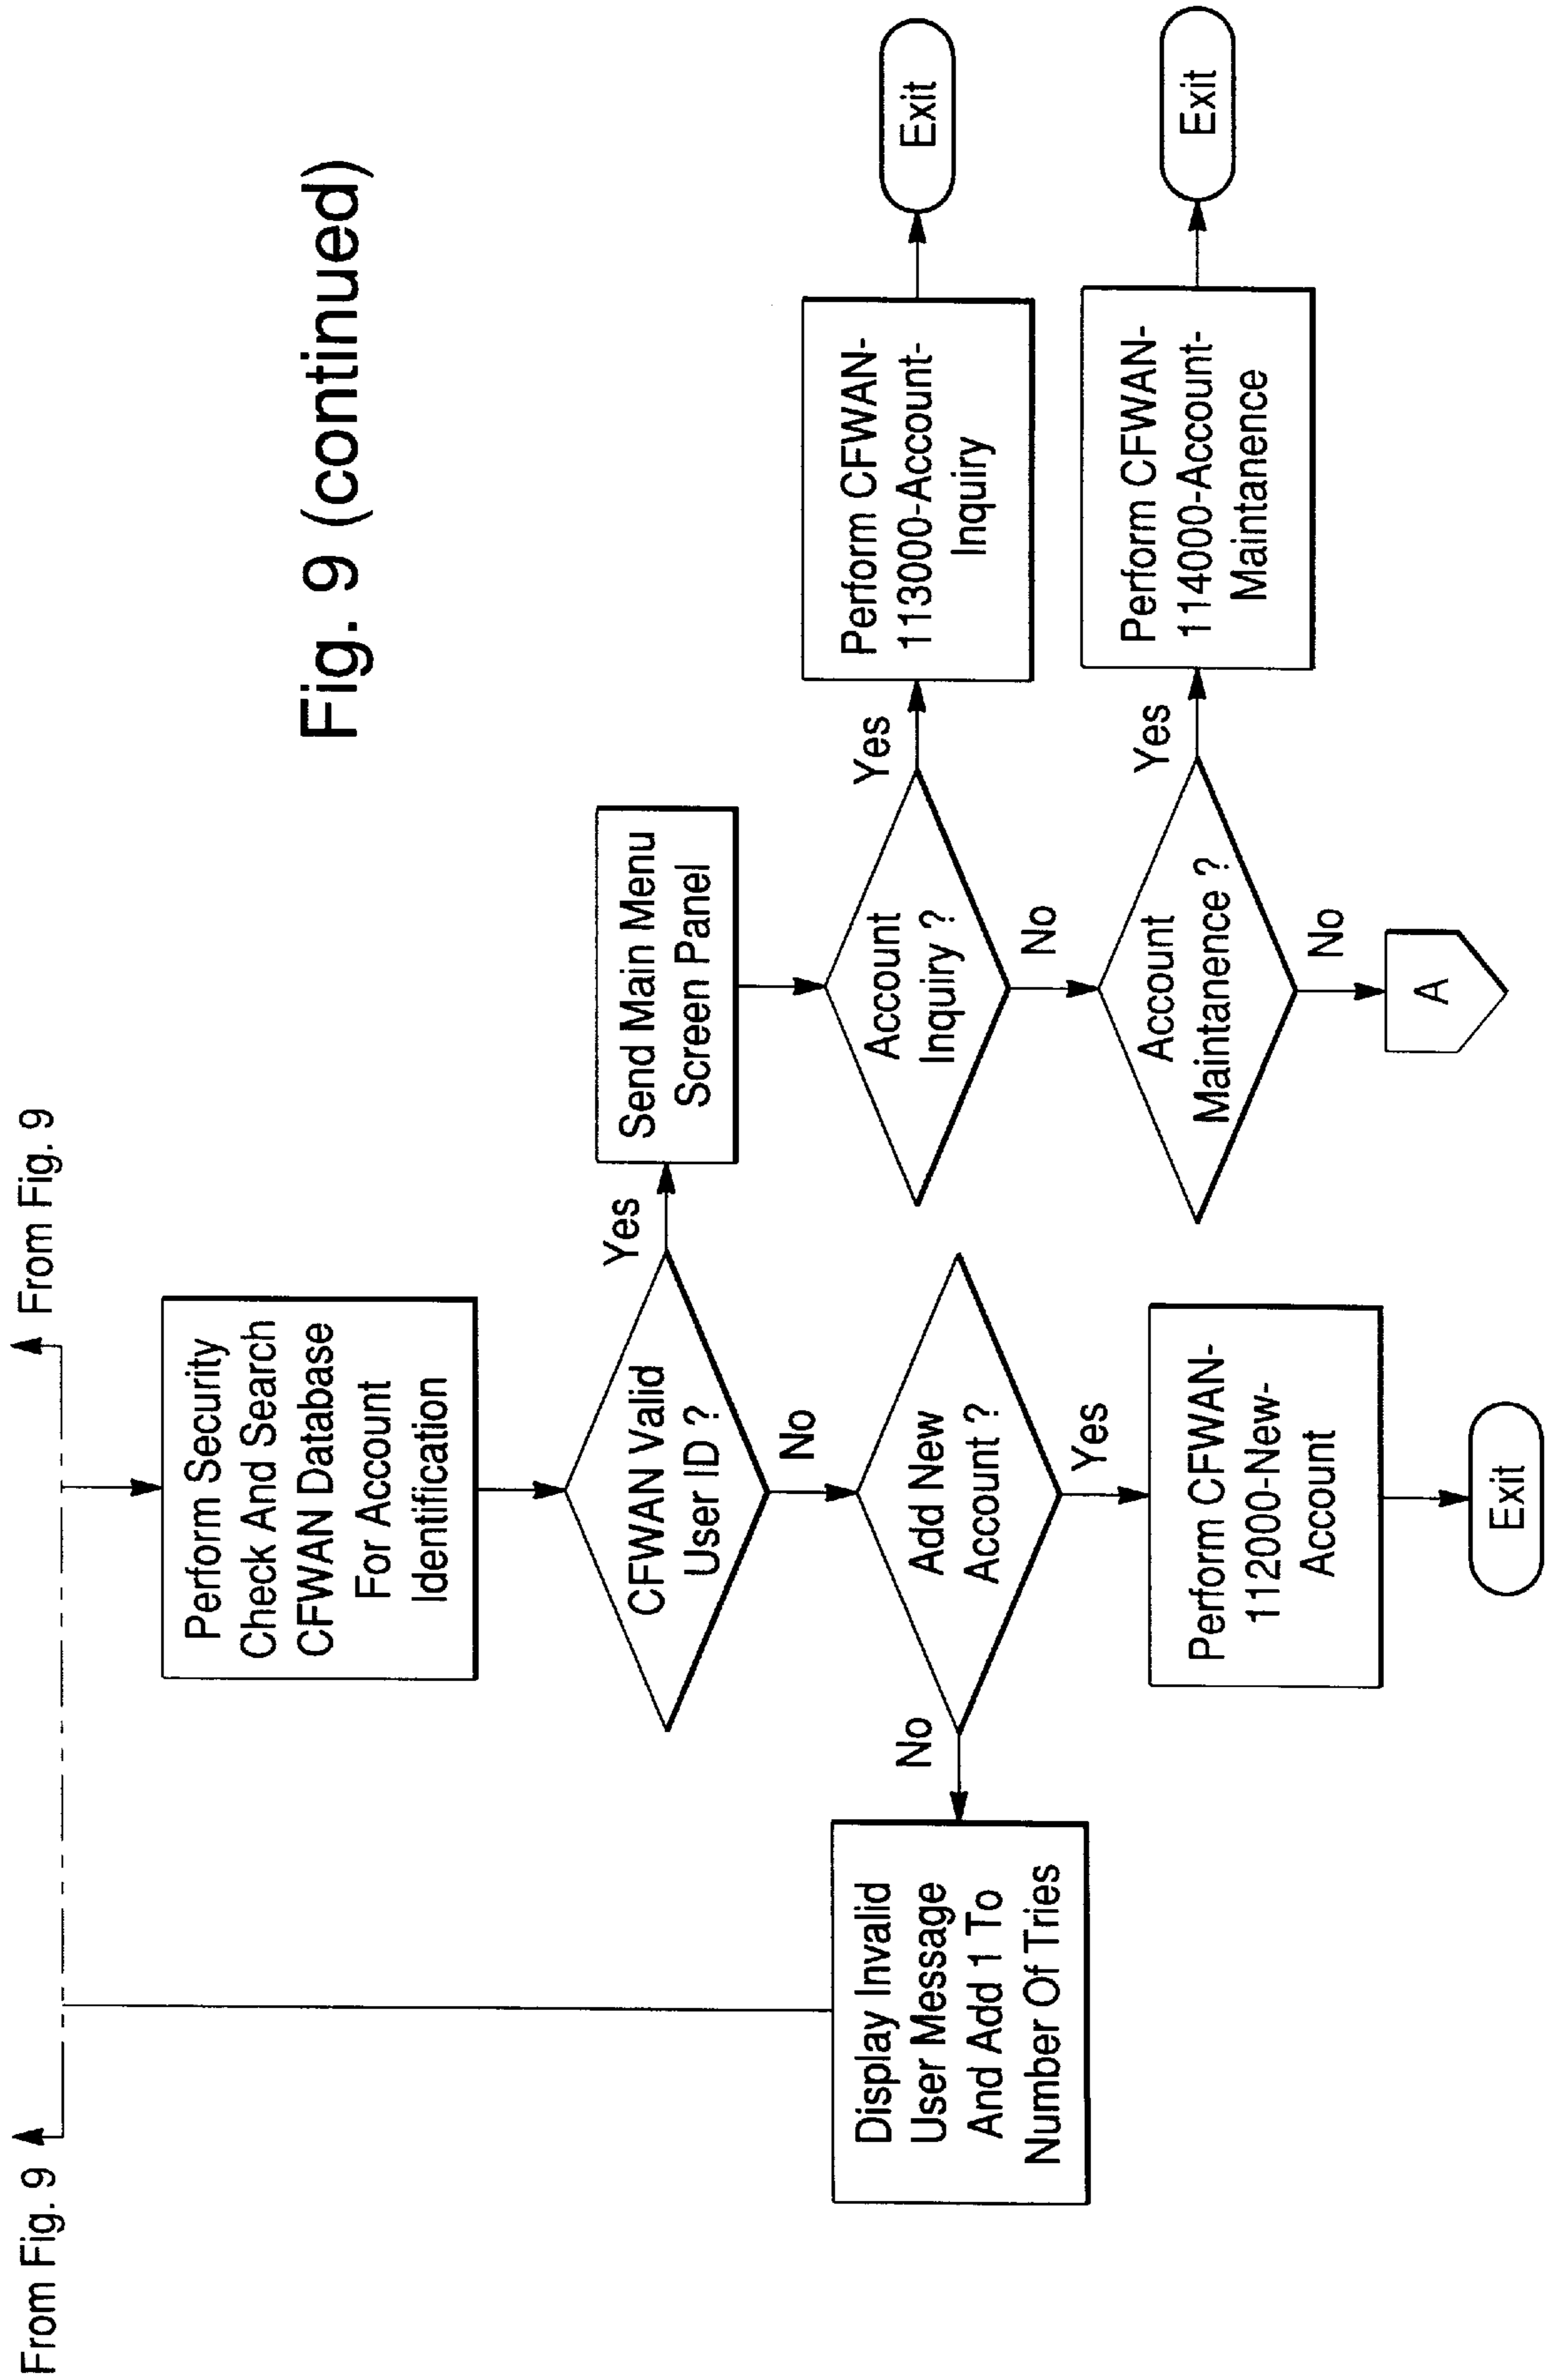 Fig. 9 (continued)
From Fig. 9
From Fig. 9
Perform Security
Check And Search
CFWAN Database
For Account
Identification
CFWAN Valid
User ID ?
Yes
No
Send Main Menu
Screen Panel
Account
Inquiry ?
Yes
No
Perform CFWAN-
113000-Account-
Inquiry
Exit
Account
Maintanence ?
Yes
No
Perform CFWAN-
114000-Account-
Maintanence
Exit
A
Add New
Account ?
No
Yes
Display Invalid
User Message
And Add 1 To
Number Of Tries
Perform CFWAN-
112000-New-
Account
Exit